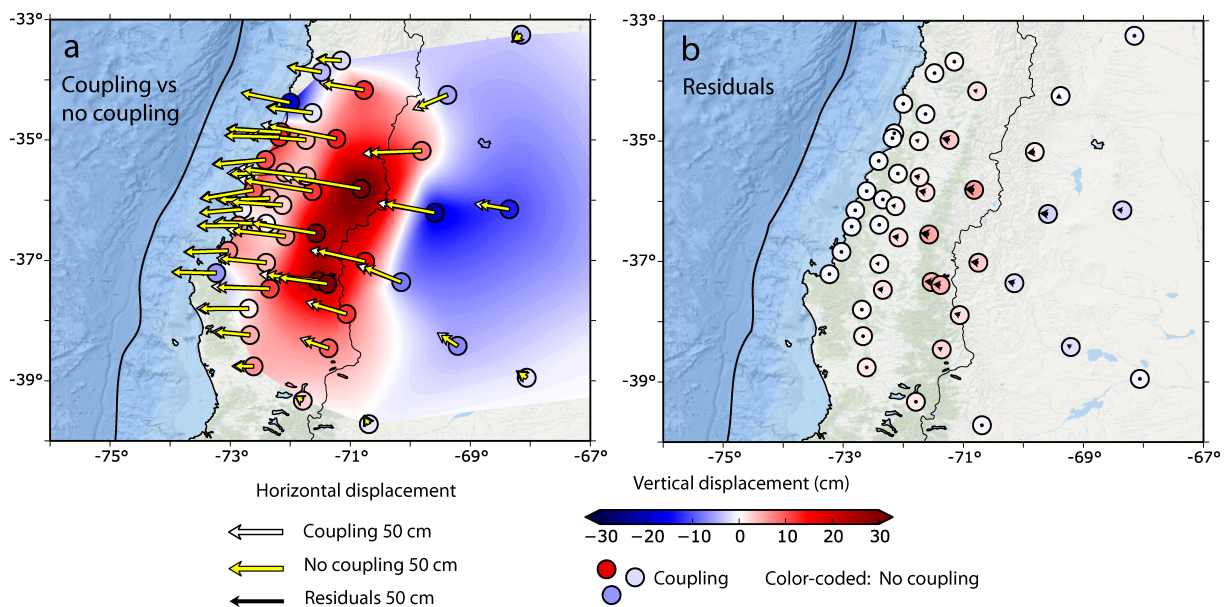 a
Coupling vs
no coupling
-33°
-35°
-37°
-39°
-75°
-73°
-71°
-69°
-67°
b
Residuals
-33°
-35°
-37°
-39°
-75°
-73°
-71°
-69°
-67°
Horizontal displacement
Coupling 50 cm
No coupling 50 cm
Residuals 50 cm
Vertical displacement (cm)
−30 −20 −10 0 10 20 30
Coupling Color-coded: No coupling